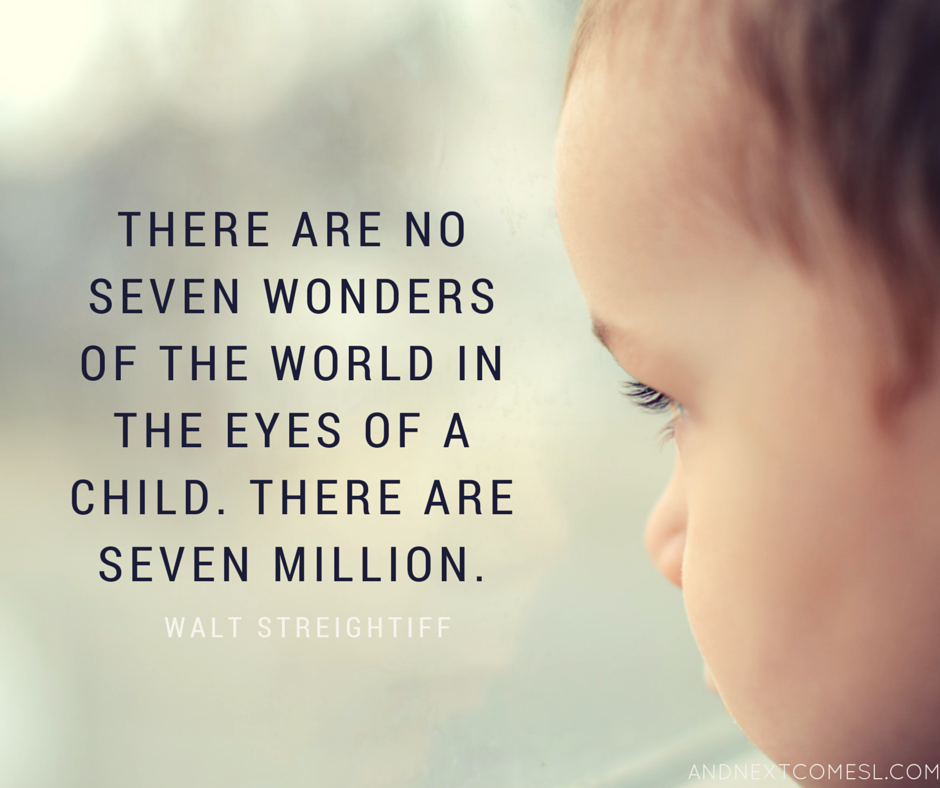 THERE ARE NO
SEVEN WONDERS
OF THE WORLD IN
THE EYES OF A
CHILD. THERE ARE
SEVEN MILLION.
WALT STREIGHTIFF
ANDNEXTCOMESL.COM